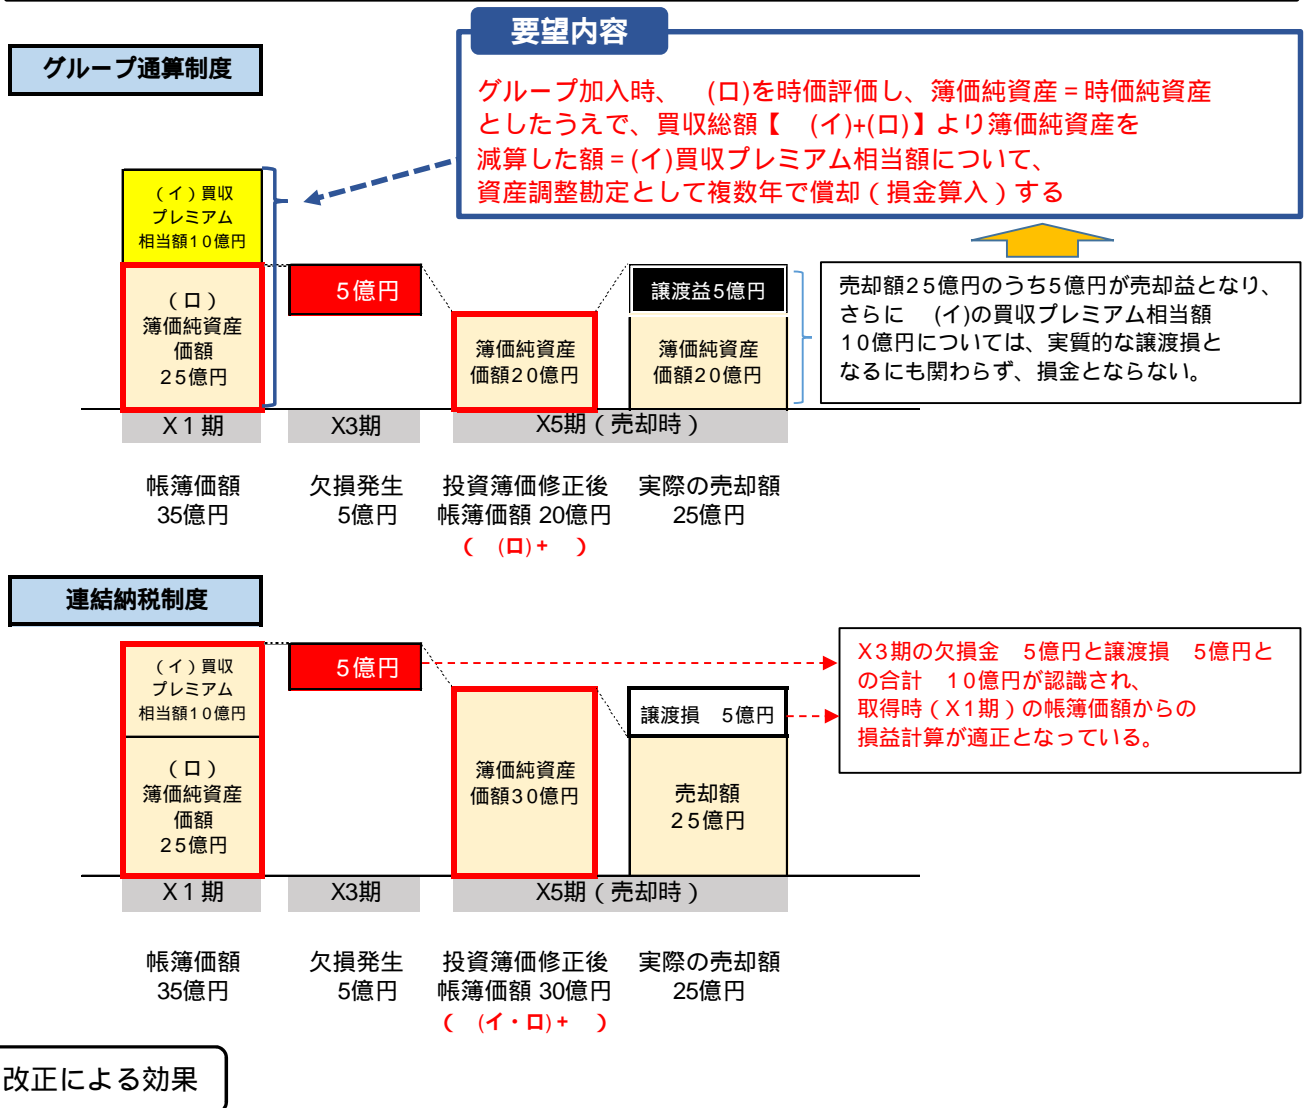 要望内容
グループ通算制度
グループ加入時、　(ロ)を時価評価し、簿価純資産＝時価純資産
としたうえで、買収総額【　(イ)+(ロ)】より簿価純資産を
減算した額＝(イ)買収プレミアム相当額について、
資産調整勘定として複数年で償却（損金算入）する
（イ）買収
プレミアム
相当額10億円
（ロ）
簿価純資産
価額
25億円
5億円
簿価純資産
価額20億円
譲渡益5億円
簿価純資産
価額20億円
売却額25億円のうち5億円が売却益となり、
さらに　(イ)の買収プレミアム相当額
10億円については、実質的な譲渡損と
なるにも関わらず、損金とならない。
X1期
X3期
X5期（売却時）
帳簿価額
35億円
欠損発生
5億円
投資簿価修正後
帳簿価額 20億円
（　(ロ)+　）
実際の売却額
25億円
連結納税制度
（イ）買収
プレミアム
相当額10億円
（ロ）
簿価純資産
価額
25億円
5億円
簿価純資産
価額30億円
譲渡損　5億円
売却額
25億円
X3期の欠損金　5億円と譲渡損　5億円と
の合計　10億円が認識され、
取得時（X1期）の帳簿価額からの
損益計算が適正となっている。
X1期
X3期
X5期（売却時）
帳簿価額
35億円
欠損発生
5億円
投資簿価修正後
帳簿価額 30億円
（　(イ・ロ)+　）
実際の売却額
25億円
改正による効果